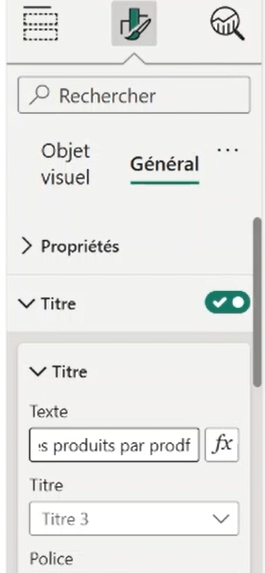 Rechercher
Objet
visuel
Général
...
Propriétés
Titre
Titre
Texte
s produits par prodf
fx
Titre
Titre 3
Police